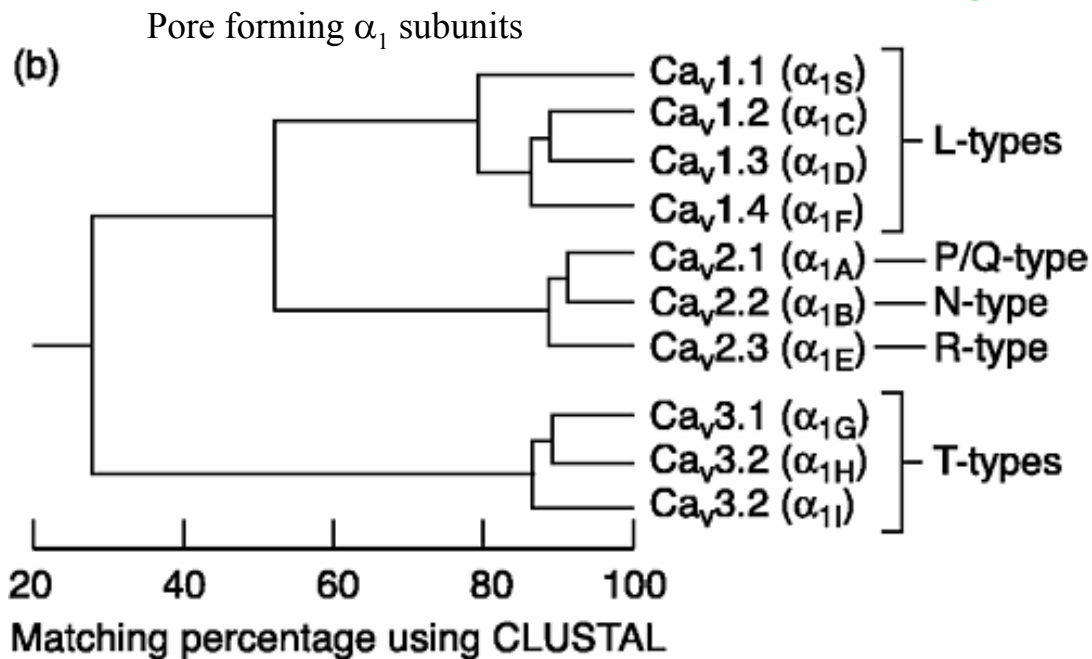 Pore forming α₁ subunits
(b)
Caᵥ1.1 (α₁S)
Caᵥ1.2 (α₁C)
L-types
Caᵥ1.3 (α₁D)
Caᵥ1.4 (α₁F)
Caᵥ2.1 (α₁A) P/Q-type
Caᵥ2.2 (α₁B) N-type
Caᵥ2.3 (α₁E) R-type
Caᵥ3.1 (α₁G)
Caᵥ3.2 (α₁H) T-types
Caᵥ3.2 (α₁I)
20 40 60 80 100
Matching percentage using CLUSTAL